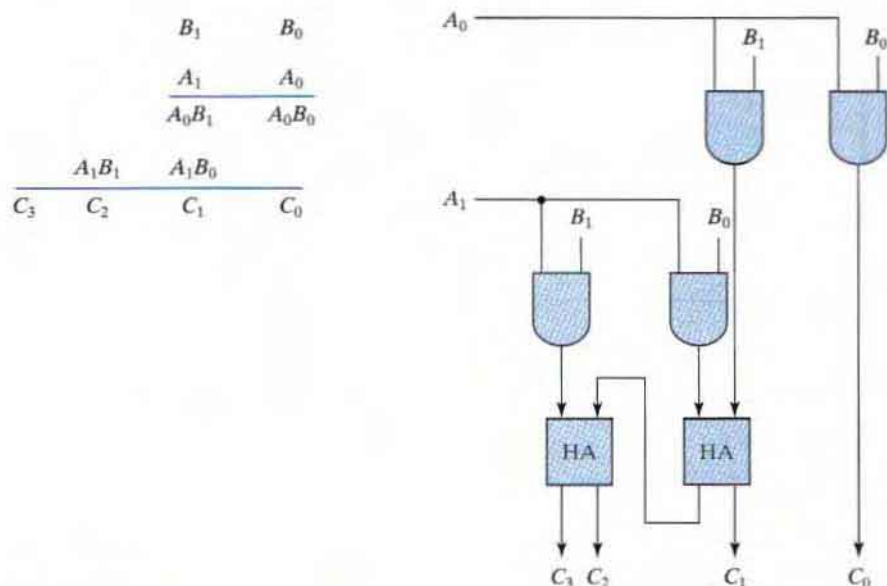 B₁ B₀
A₁ A₀
A₀B₁ A₀B₀
A₁B₁ A₁B₀
C₃ C₂ C₁ C₀
A₀
B₁ B₀
A₁
B₁ B₀
HA HA
C₃ C₂ C₁ C₀